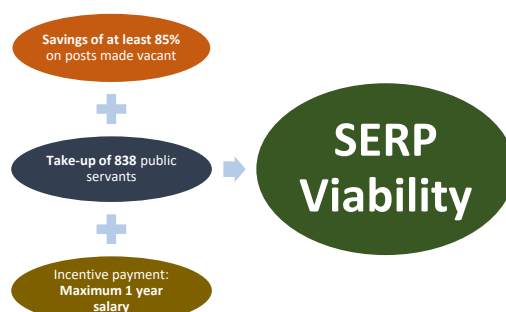 Savings of at least 85%
on posts made vacant
Take-up of 838 public
servants
Incentive payment:
Maximum 1 year
salary
SERP
Viability